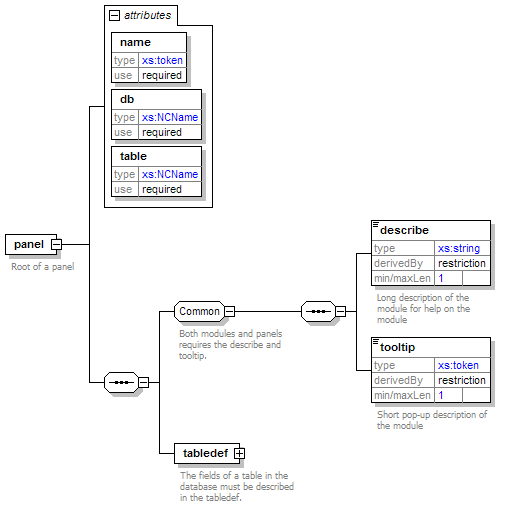 attributes
name
type xs:token
use required
db
type xs:NCName
use required
table
type xs:NCName
use required
panel
Root of a panel
describe
type xs:string
derivedBy restriction
min/maxLen 1
Long description of the
module for help on the
module
Common
Both modules and panels
requires the describe and
tooltip.
tooltip
type xs:token
derivedBy restriction
min/maxLen 1
Short pop-up description of
the module
tabledef
The fields of a table in the
database must be described
in the tabledef.